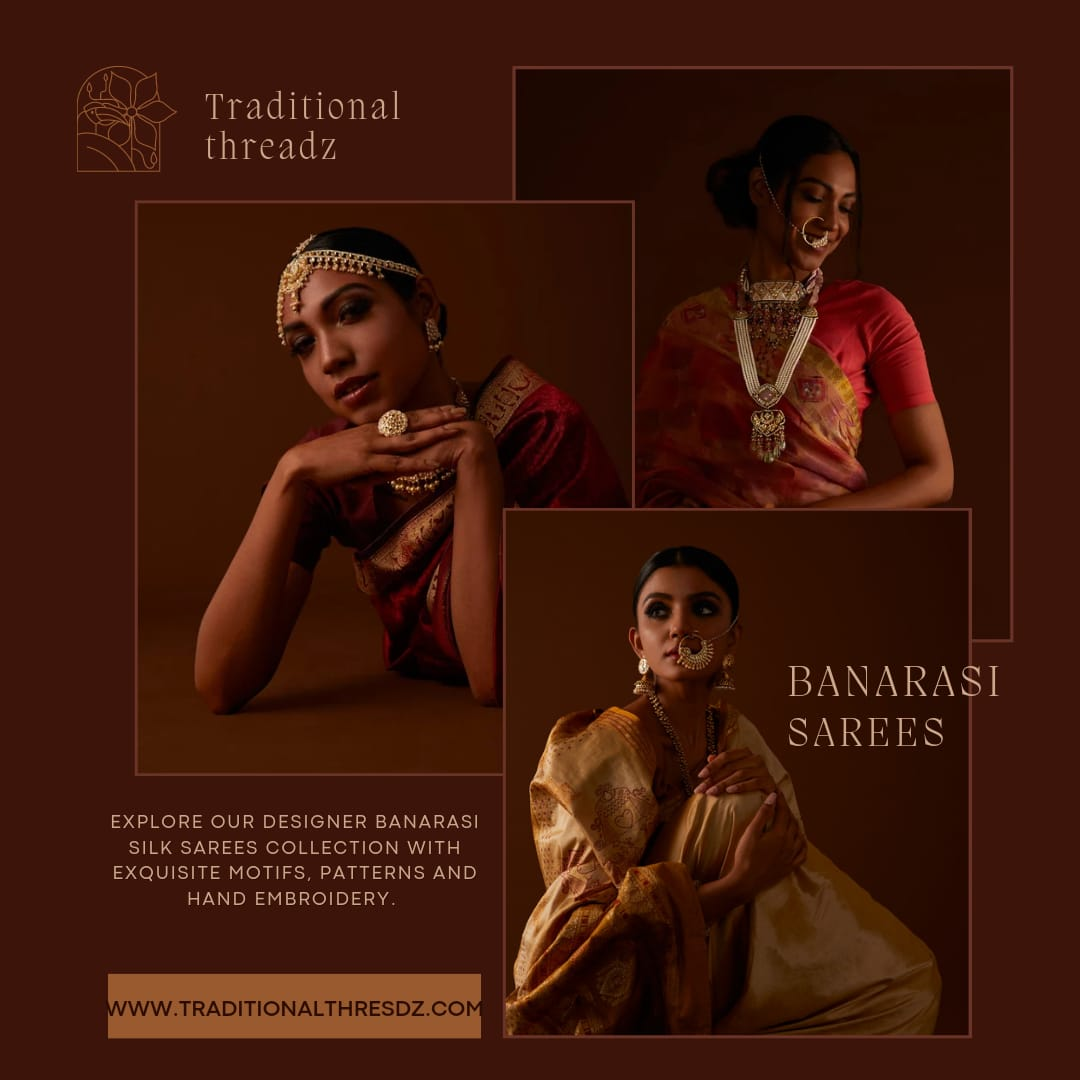 Traditional
threadz
BANARASI
SAREES
EXPLORE OUR DESIGNER BANARASI
SILK SAREES COLLECTION WITH
EXQUISITE MOTIFS, PATTERNS AND
HAND EMBROIDERY.
WWW.TRADITIONALTHRESDZ.COM